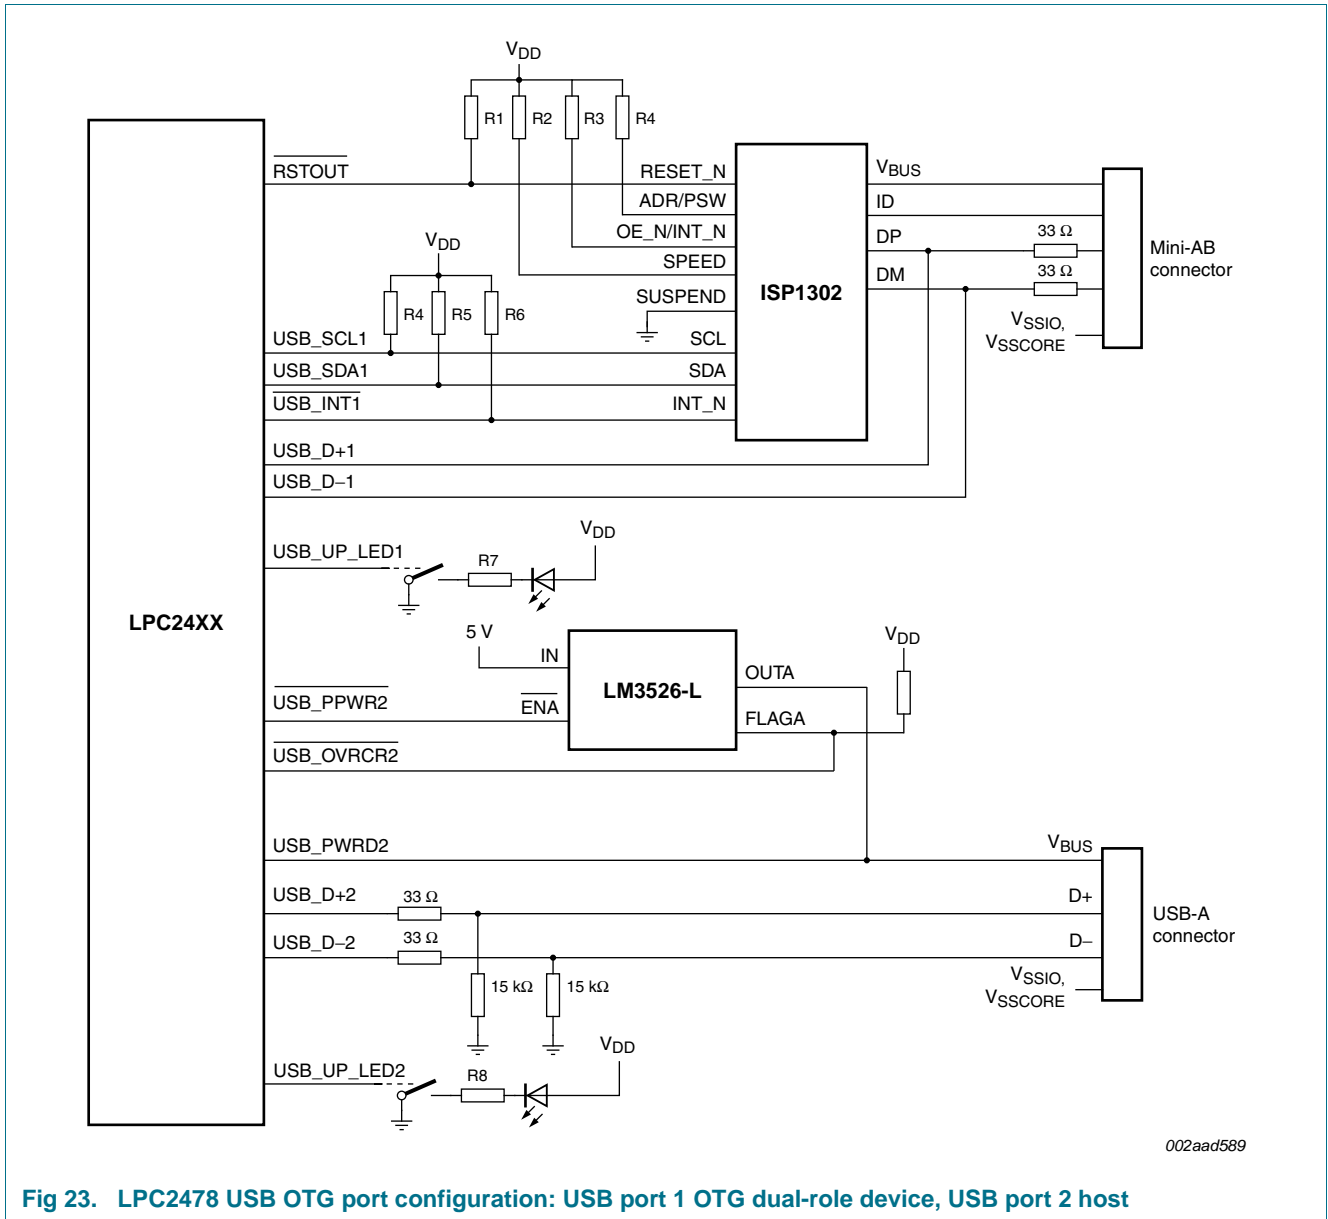 VDD
R1
R2
R3
R4
RSTOUT
RESET_N
ADR/PSW
OE_N/INT_N
SPEED
SUSPEND
SCL
SDA
INT_N
ISP1302
VBUS
ID
DP
DM
33 Ω
33 Ω
VSSIO,
VSSCORE
Mini-AB
connector
VDD
R4
R5
R6
USB_SCL1
USB_SDA1
USB_INT1
USB_D+1
USB_D−1
USB_UP_LED1
R7
VDD
LPC24XX
5 V
IN
ENA
LM3526-L
OUTA
FLAGA
VDD
USB_PPWR2
USB_OVRCR2
USB_PWRD2
USB_D+2
33 Ω
USB_D−2
33 Ω
15 kΩ
15 kΩ
VBUS
D+
D−
VSSIO,
VSSCORE
USB-A
connector
USB_UP_LED2
R8
VDD
002aad589
Fig 23. LPC2478 USB OTG port configuration: USB port 1 OTG dual-role device, USB port 2 host